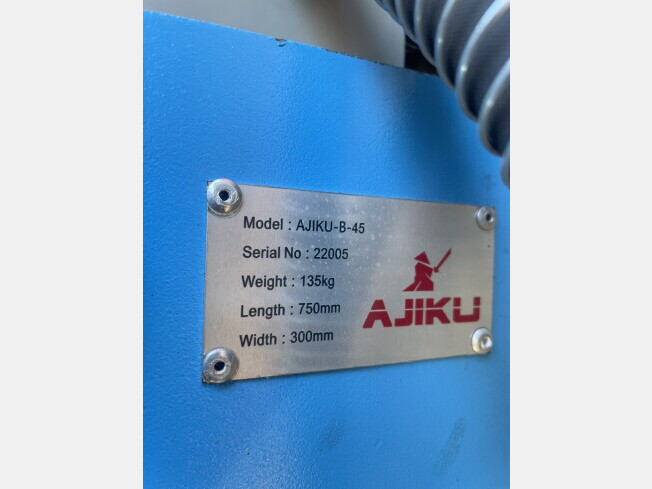 Model : AJIKU-B-45
Serial No : 22005
Weight : 135kg
Length : 750mm
Width : 300mm
AJIKU